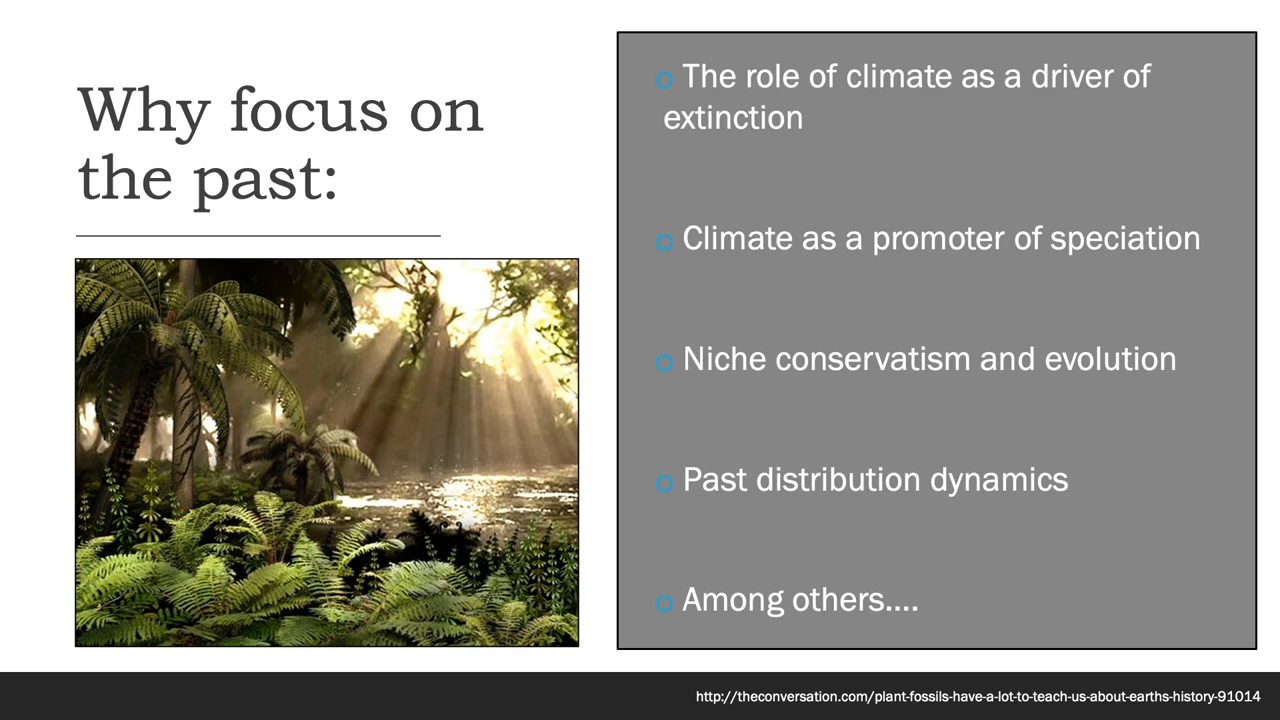 Why focus on
the past:
The role of climate as a driver of
extinction
Climate as a promoter of speciation
Niche conservatism and evolution
Past distribution dynamics
Among others....
http://theconversation.com/plant-fossils-have-a-lot-to-teach-us-about-earths-history-91014